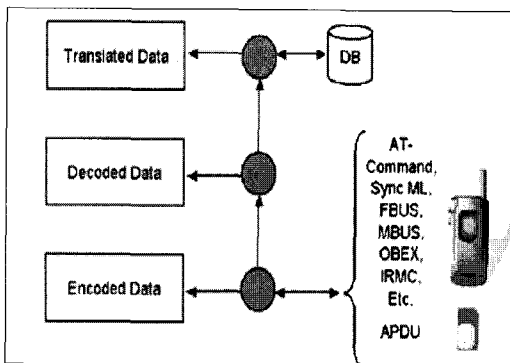 Translated Data
DB
Decoded Data
Encoded Data
AT-
Command,
Sync ML,
FBUS,
MBUS,
OBEX,
IRMC,
Etc.
APDU